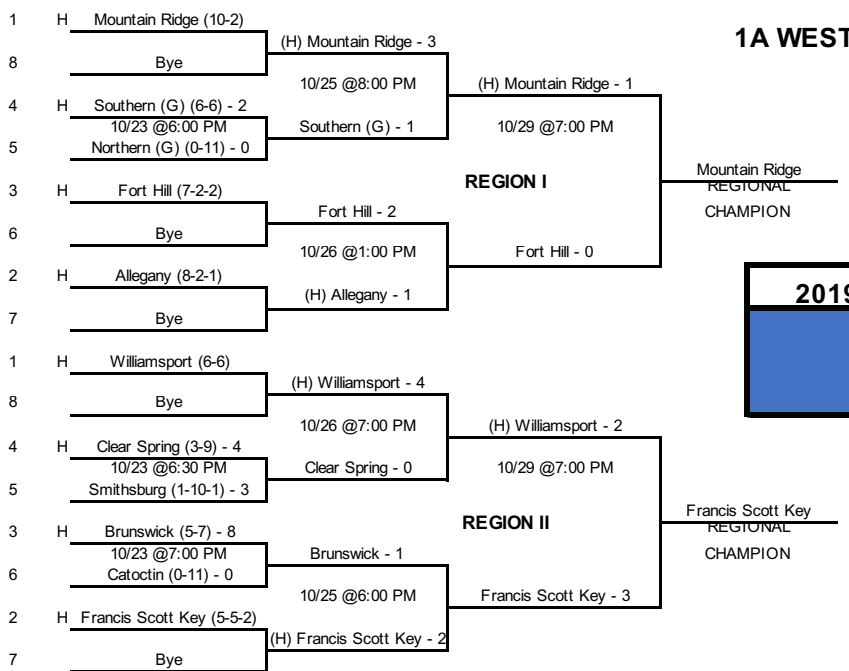 1 H Mountain Ridge (10-2)
(H) Mountain Ridge - 3
1A WEST
8 Bye
10/25 @8:00 PM
(H) Mountain Ridge - 1
4 H Southern (G) (6-6) - 2
10/23 @6:00 PM
Southern (G) - 1
10/29 @7:00 PM
5 Northern (G) (0-11) - 0
Mountain Ridge
REGION I
3 H Fort Hill (7-2-2)
REGIONAL
CHAMPION
Fort Hill - 2
6 Bye
10/26 @1:00 PM
Fort Hill - 0
2 H Allegany (8-2-1)
(H) Allegany - 1
2019
7 Bye
1 H Williamsport (6-6)
(H) Williamsport - 4
8 Bye
10/26 @7:00 PM
(H) Williamsport - 2
4 H Clear Spring (3-9) - 4
10/23 @6:30 PM
Clear Spring - 0
10/29 @7:00 PM
5 Smithsburg (1-10-1) - 3
Francis Scott Key
REGION II
3 H Brunswick (5-7) - 8
REGIONAL
10/23 @7:00 PM
Brunswick - 1
CHAMPION
6 Catoctin (0-11) - 0
10/25 @6:00 PM
Francis Scott Key - 3
2 H Francis Scott Key (5-5-2)
(H) Francis Scott Key - 2
7 Bye